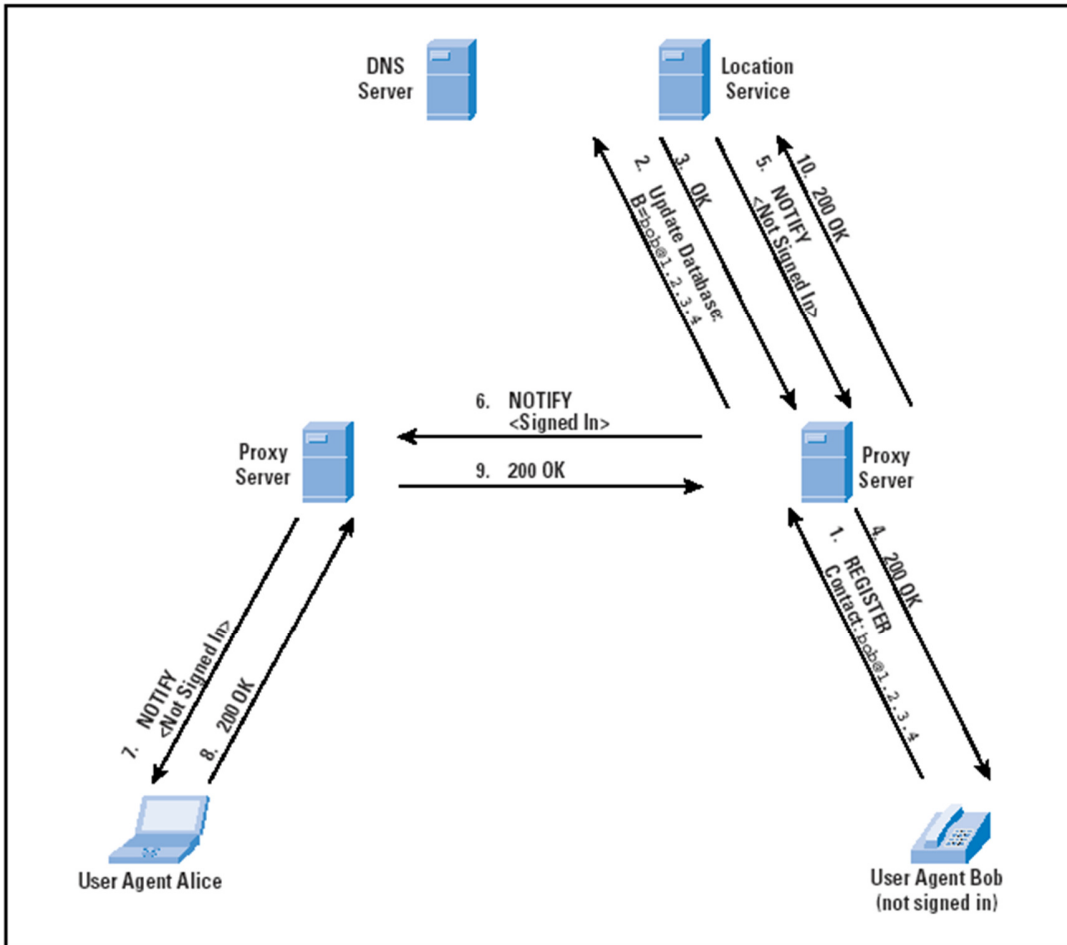 DNS
Server
Location
Service
2. Update Database:
B=bob@1.2.3.4
3. OK
5. NOTIFY
<Not Signed In>
10. 200 OK
6. NOTIFY
<Signed In>
9. 200 OK
Proxy
Server
Proxy
Server
1. REGISTER
Contact:bob@1.2.3.4
4. 200 OK
7. NOTIFY
<Not Signed In>
8. 200 OK
User Agent Alice
User Agent Bob
(not signed in)